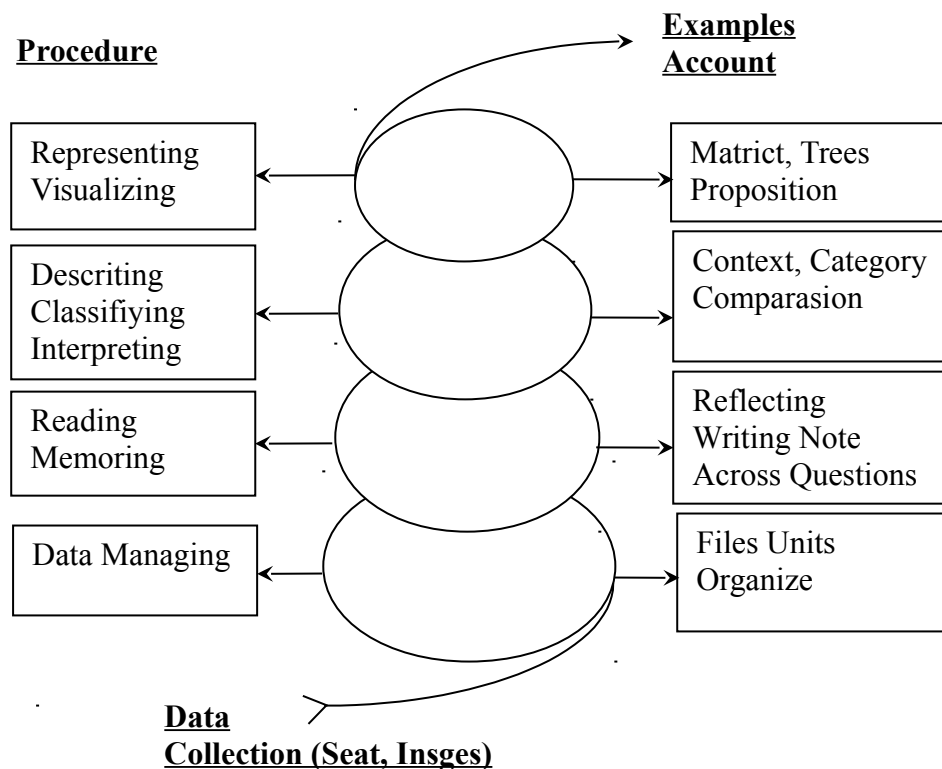 Procedure
Examples
Account
Representing
Visualizing
Matrict, Trees
Proposition
Descriting
Classifiying
Interpreting
Context, Category
Comparasion
Reading
Memoring
Reflecting
Writing Note
Across Questions
Data Managing
Files Units
Organize
Data
Collection (Seat, Insges)